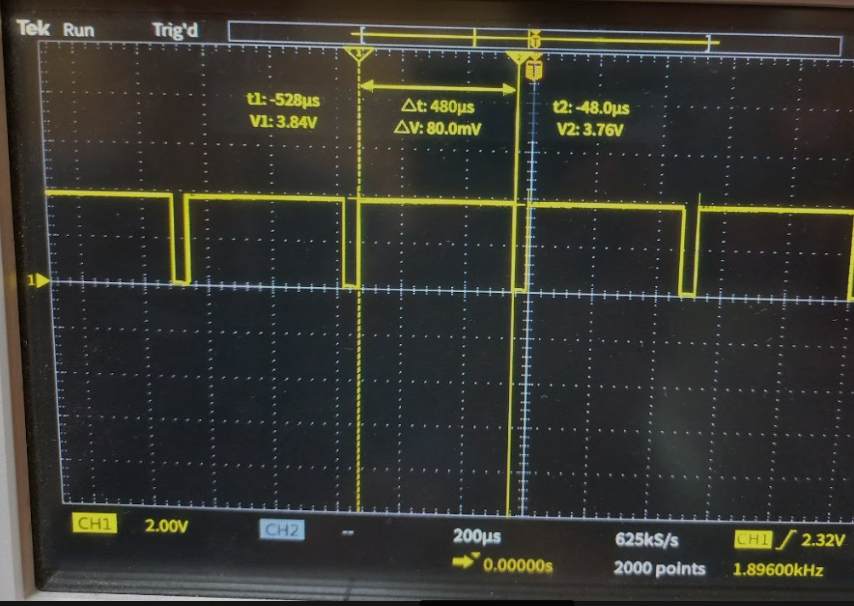 Tek Run Trig'd
t1: -528µs Δt: 480µs t2: -48.0µs
V1: 3.84V ΔV: 80.0mV V2: 3.76V
1
CH1 2.00V CH2 -- 200µs 625kS/s CH1 2.32V
0.00000s 2000 points 1.89600kHz